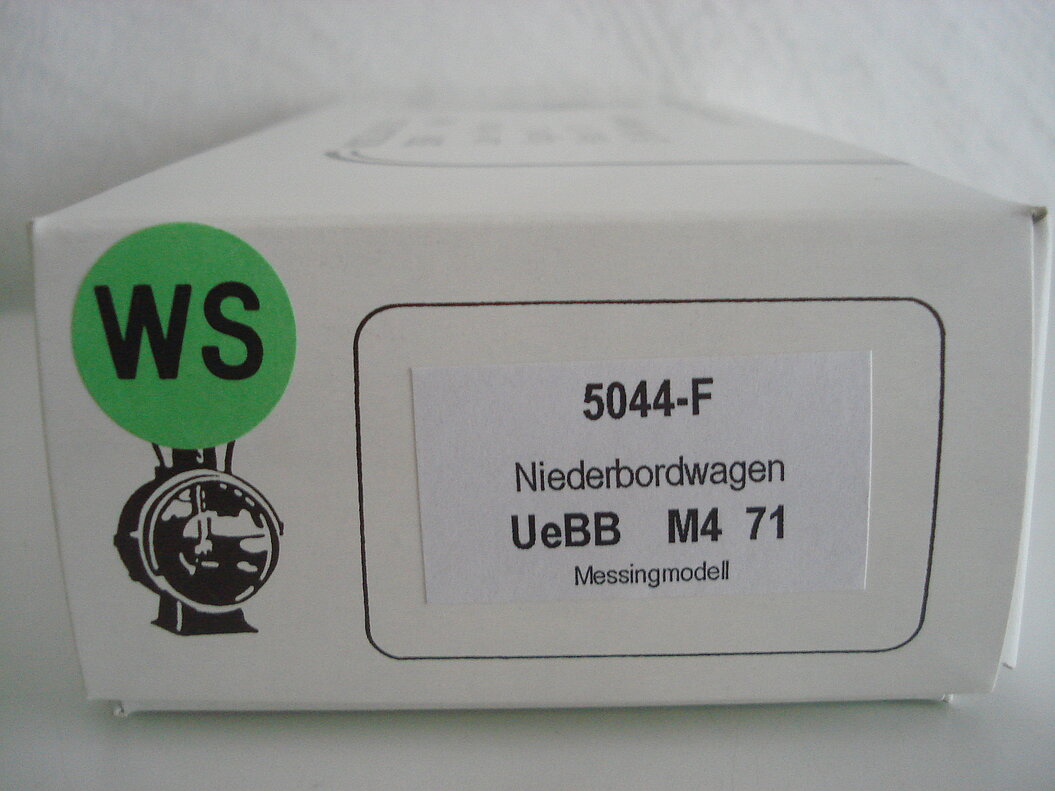 WS
5044-F
Niederbordwagen
UeBB M4 71
Messingmodell